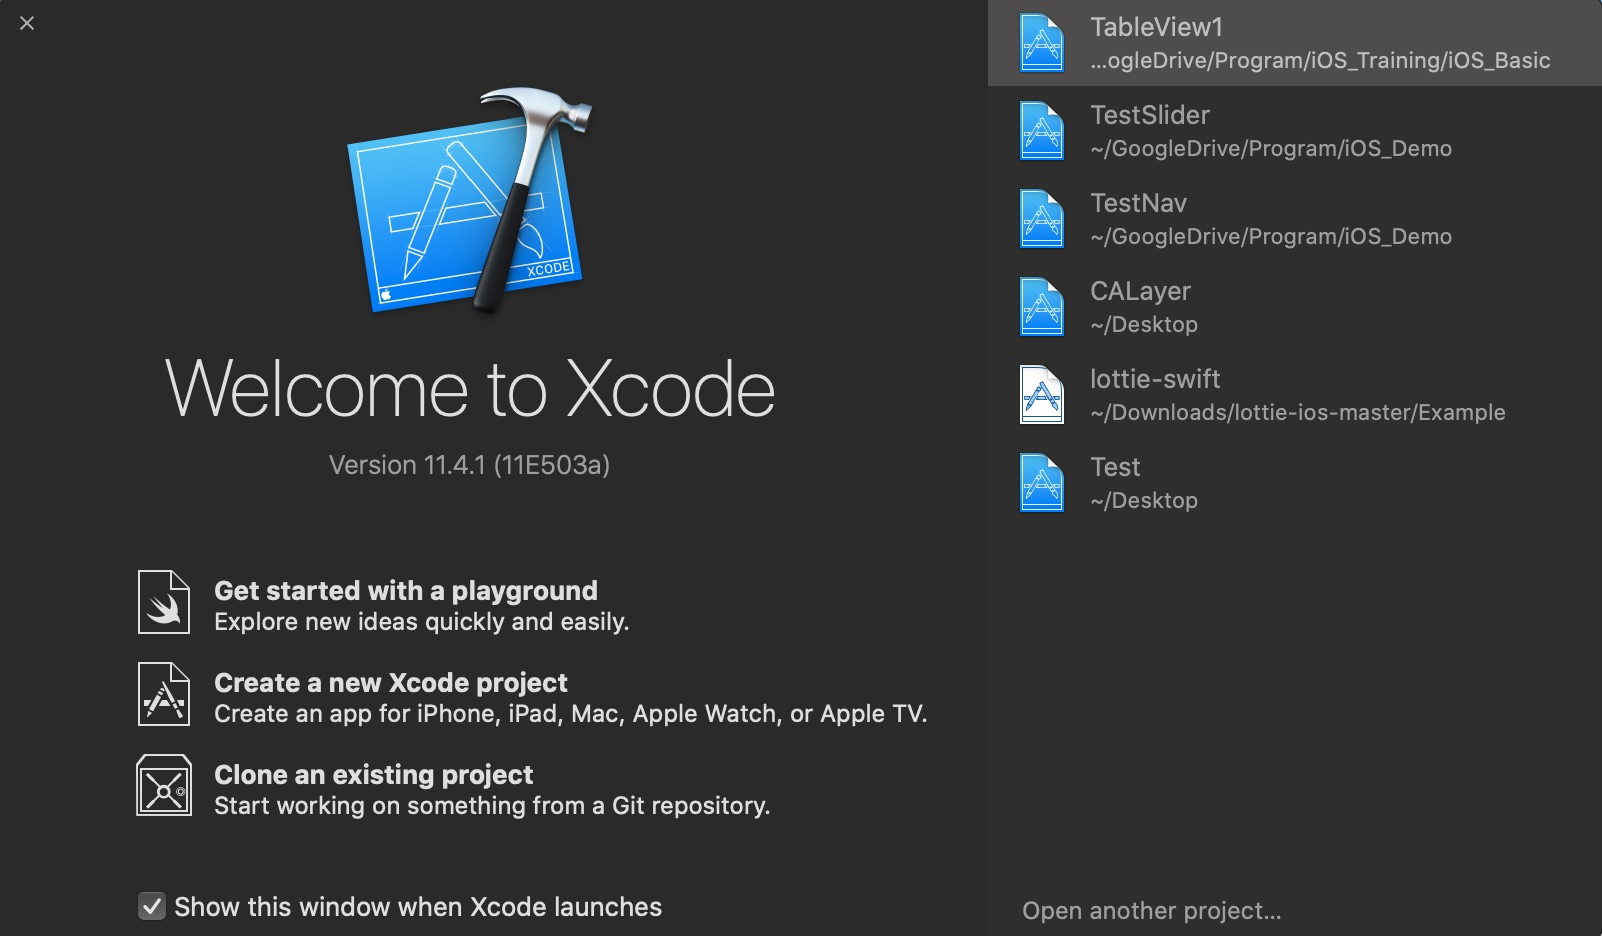 XCODE
Welcome to Xcode
Version 11.4.1 (11E503a)
Get started with a playground
Explore new ideas quickly and easily.
Create a new Xcode project
Create an app for iPhone, iPad, Mac, Apple Watch, or Apple TV.
Clone an existing project
Start working on something from a Git repository.
Show this window when Xcode launches
TableView1
...ogleDrive/Program/iOS_Training/iOS_Basic
TestSlider
~/GoogleDrive/Program/iOS_Demo
TestNav
~/GoogleDrive/Program/iOS_Demo
CALayer
~/Desktop
lottie-swift
~/Downloads/lottie-ios-master/Example
Test
~/Desktop
Open another project...